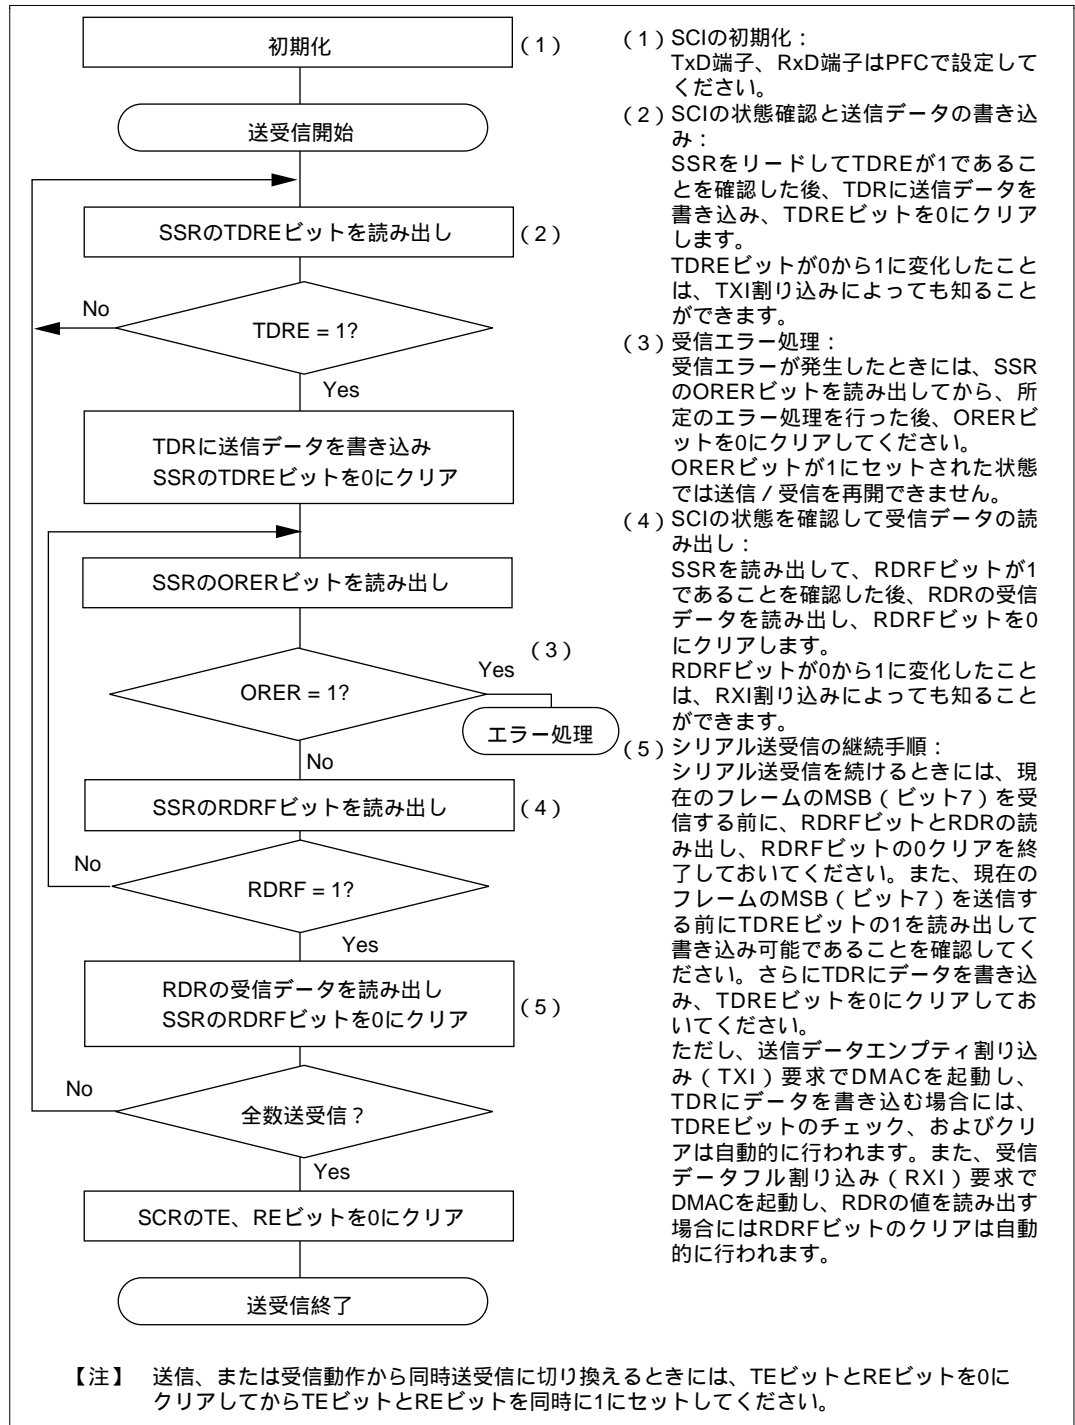 初期化
（1）
送受信開始
SSRのTDREビットを読み出し
（2）
No
TDRE = 1?
Yes
TDRに送信データを書き込み
SSRのTDREビットを0にクリア
SSRのORERビットを読み出し
（3）
Yes
ORER = 1?
エラー処理
No
SSRのRDRFビットを読み出し
（4）
No
RDRF = 1?
Yes
RDRの受信データを読み出し
SSRのRDRFビットを0にクリア
（5）
No
全数送受信？
Yes
SCRのTE、REビットを0にクリア
送受信終了
（1）SCIの初期化：
TxD端子、RxD端子はPFCで設定して
ください。
（2）SCIの状態確認と送信データの書き込
み：
SSRをリードしてTDREが1であるこ
とを確認した後、TDRに送信データを
書き込み、TDREビットを0にクリア
します。
TDREビットが0から1に変化したこと
は、TXI割り込みによっても知ること
ができます。
（3）受信エラー処理：
受信エラーが発生したときには、SSR
のORERビットを読み出してから、所
定のエラー処理を行った後、ORERビ
ットを0にクリアしてください。
ORERビットが1にセットされた状態
では送信／受信を再開できません。
（4）SCIの状態を確認して受信データの読
み出し：
SSRを読み出して、RDRFビットが1
であることを確認した後、RDRの受信
データを読み出し、RDRFビットを0
にクリアします。
RDRFビットが0から1に変化したこと
は、RXI割り込みによっても知ること
ができます。
（5）シリアル送受信の継続手順：
シリアル送受信を続けるときには、現
在のフレームのMSB（ビット7）を受
信する前に、RDRFビットとRDRの読
み出し、RDRFビットの0クリアを終
了しておいてください。また、現在の
フレームのMSB（ビット7）を送信す
る前にTDREビットの1を読み出して
書き込み可能であることを確認してく
ださい。さらにTDRにデータを書き込
み、TDREビットを0にクリアしてお
いてください。
ただし、送信データエンプティ割り込
み（TXI）要求でDMACを起動し、
TDRにデータを書き込む場合には、
TDREビットのチェック、およびクリ
アは自動的に行われます。また、受信
データフル割り込み（RXI）要求で
DMACを起動し、RDRの値を読み出す
場合にはRDRFビットのクリアは自動
的に行われます。
【注】 送信、または受信動作から同時送受信に切り換えるときには、TEビットとREビットを0に
クリアしてからTEビットとREビットを同時に1にセットしてください。